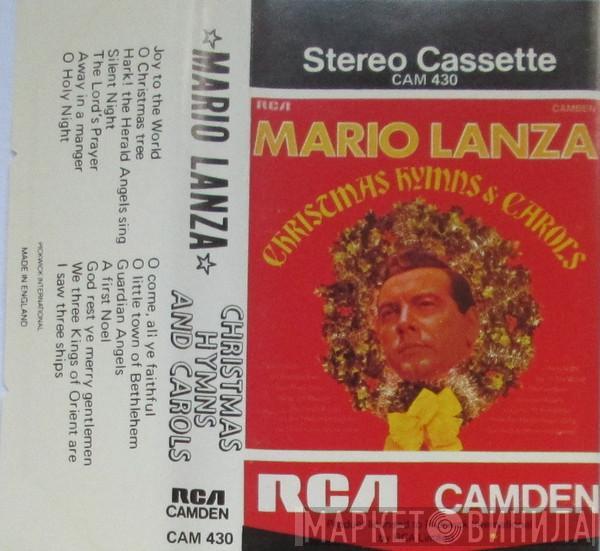 Joy to the World
O Christmas tree
Hark! the Herald Angels sing
Silent Night
The Lord's Prayer
Away in a manger
O Holy Night
O come, all ye faithful
O little town of Bethlehem
Guardian Angels
A first Noel
God rest ye merry gentlemen
We three Kings of Orient are
I saw three ships
PICKWICK INTERNATIONAL
MADE IN ENGLAND
☆MARIO LANZA☆
CHRISTMAS
HYMNS
AND CAROLS
RCA
CAMDEN
CAM 430
Stereo Cassette
CAM 430
RCA
CAMDEN
MARIO LANZA
CHRISTMAS HYMNS & CAROLS
RCA CAMDEN
МАРКЕТ ВИНИЛА